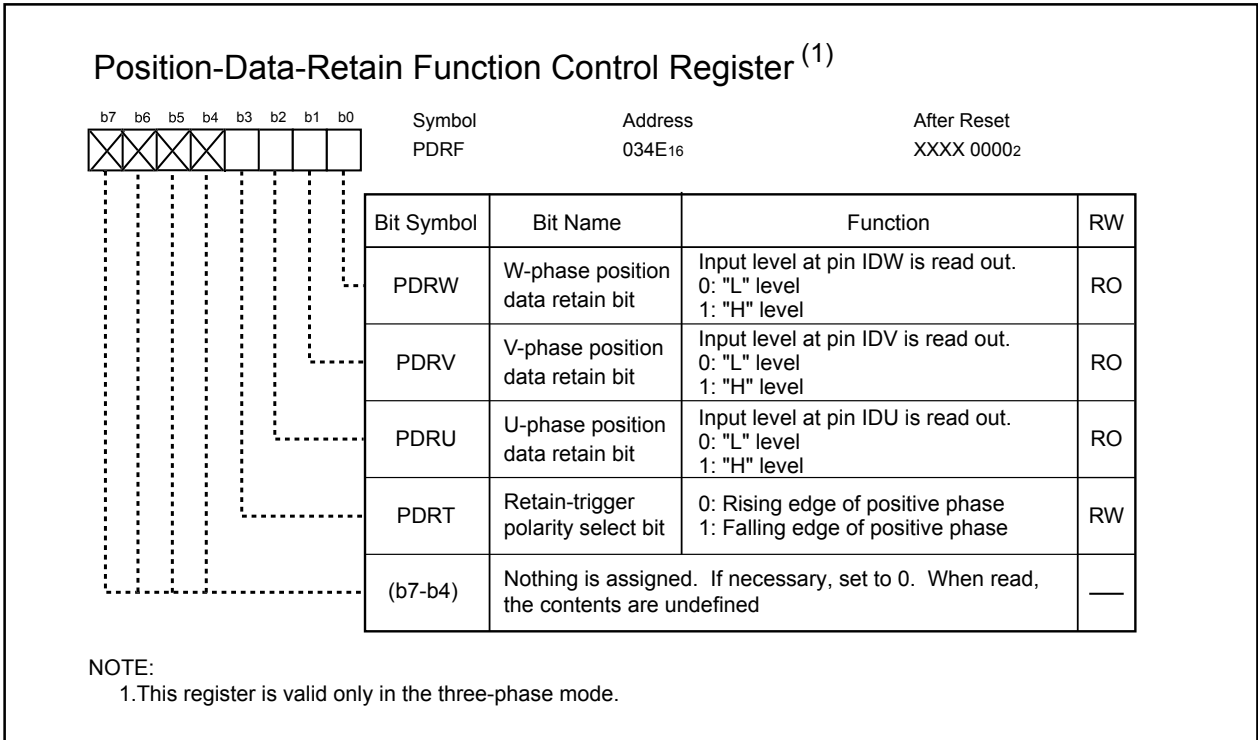 Position-Data-Retain Function Control Register (1)
b7 b6 b5 b4 b3 b2 b1 b0
Symbol Address After Reset
PDRF 034E16 XXXX 00002
Bit Symbol Bit Name Function RW
PDRW W-phase position data retain bit Input level at pin IDW is read out. 0: "L" level 1: "H" level RO
PDRV V-phase position data retain bit Input level at pin IDV is read out. 0: "L" level 1: "H" level RO
PDRU U-phase position data retain bit Input level at pin IDU is read out. 0: "L" level 1: "H" level RO
PDRT Retain-trigger polarity select bit 0: Rising edge of positive phase 1: Falling edge of positive phase RW
(b7-b4) Nothing is assigned. If necessary, set to 0. When read, the contents are undefined —
NOTE:
1.This register is valid only in the three-phase mode.